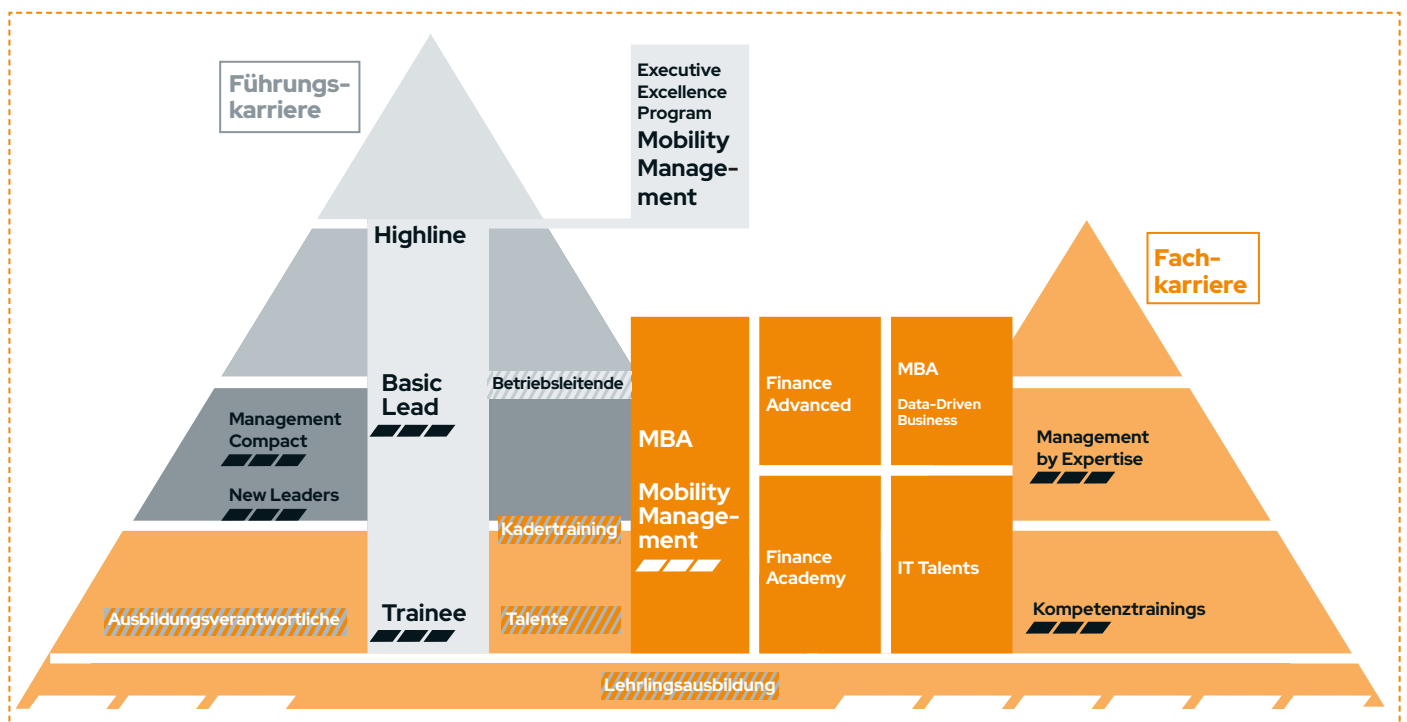 Führungs-
karriere
Executive
Excellence
Program
Mobility
Manage-
ment
Highline
Fach-
karriere
Basic
Lead
Betriebsleitende
Management
Compact
New Leaders
Kadertraining
MBA
Mobility
Manage-
ment
Finance
Advanced
MBA
Data-Driven
Business
Management
by Expertise
Finance
Academy
IT Talents
Ausbildungsverantwortliche
Trainee
Talente
Kompetenztrainings
Lehrlingsausbildung